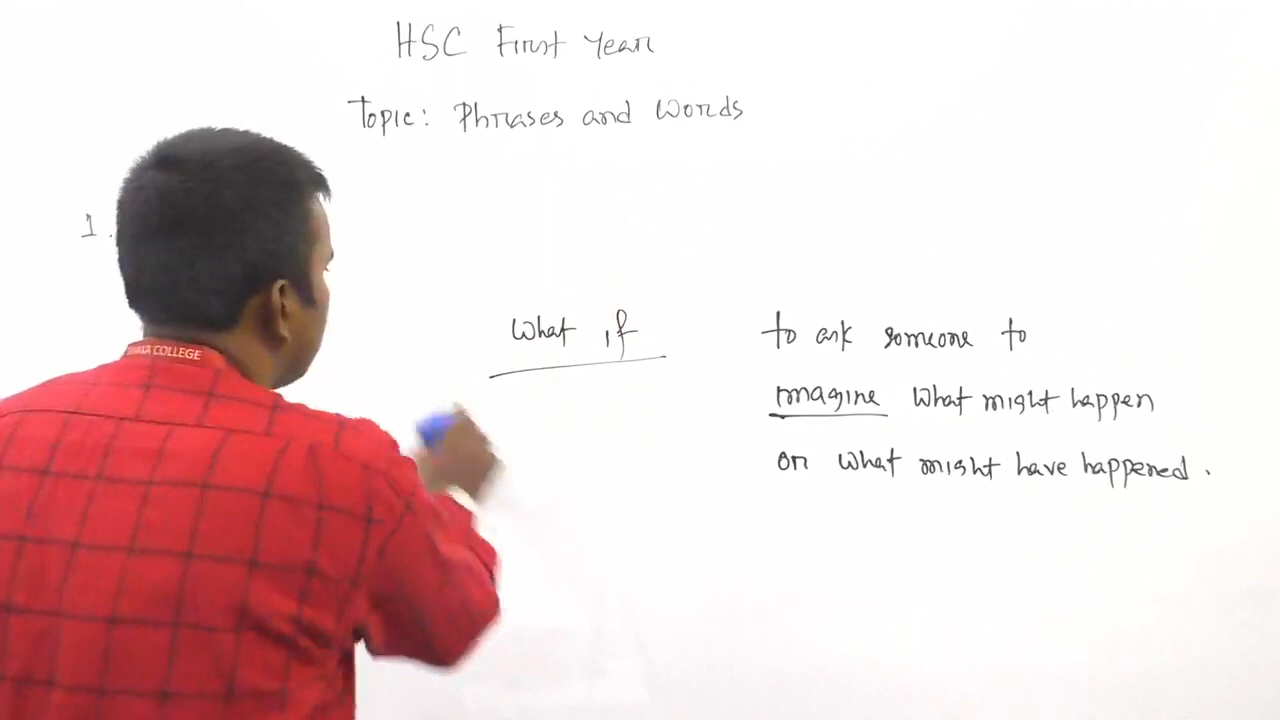 HSC First Year
Topic: Phrases and Words
1.
What if
to ask someone to
imagine what might happen
or what might have happened.
COLLEGE